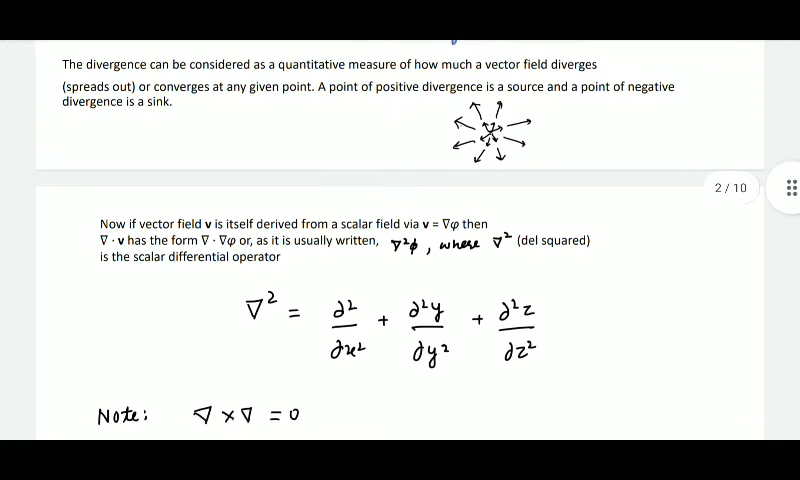 The divergence can be considered as a quantitative measure of how much a vector field diverges
(spreads out) or converges at any given point. A point of positive divergence is a source and a point of negative
divergence is a sink.
2 / 10
Now if vector field v is itself derived from a scalar field via v = ∇φ then
∇ · v has the form ∇ · ∇φ or, as it is usually written, ∇²ϕ, where ∇² (del squared)
is the scalar differential operator
∇² = ∂²/∂x² + ∂²y/∂y² + ∂²z/∂z²
Note: ∇ × ∇ = 0